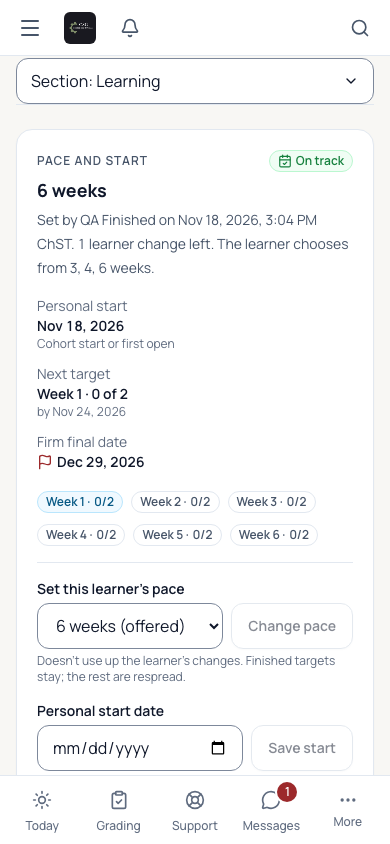 Section: Learning
PACE AND START
On track
6 weeks
Set by QA Finished on Nov 18, 2026, 3:04 PM
ChST. 1 learner change left. The learner chooses
from 3, 4, 6 weeks.
Personal start
Nov 18, 2026
Cohort start or first open
Next target
Week 1 · 0 of 2
by Nov 24, 2026
Firm final date
Dec 29, 2026
Week 1 · 0/2
Week 2 · 0/2
Week 3 · 0/2
Week 4 · 0/2
Week 5 · 0/2
Week 6 · 0/2
Set this learner's pace
6 weeks (offered)
Change pace
Doesn't use up the learner's changes. Finished targets
stay; the rest are respread.
Personal start date
mm/dd/yyyy
Save start
1
Today
Grading
Support
Messages
More